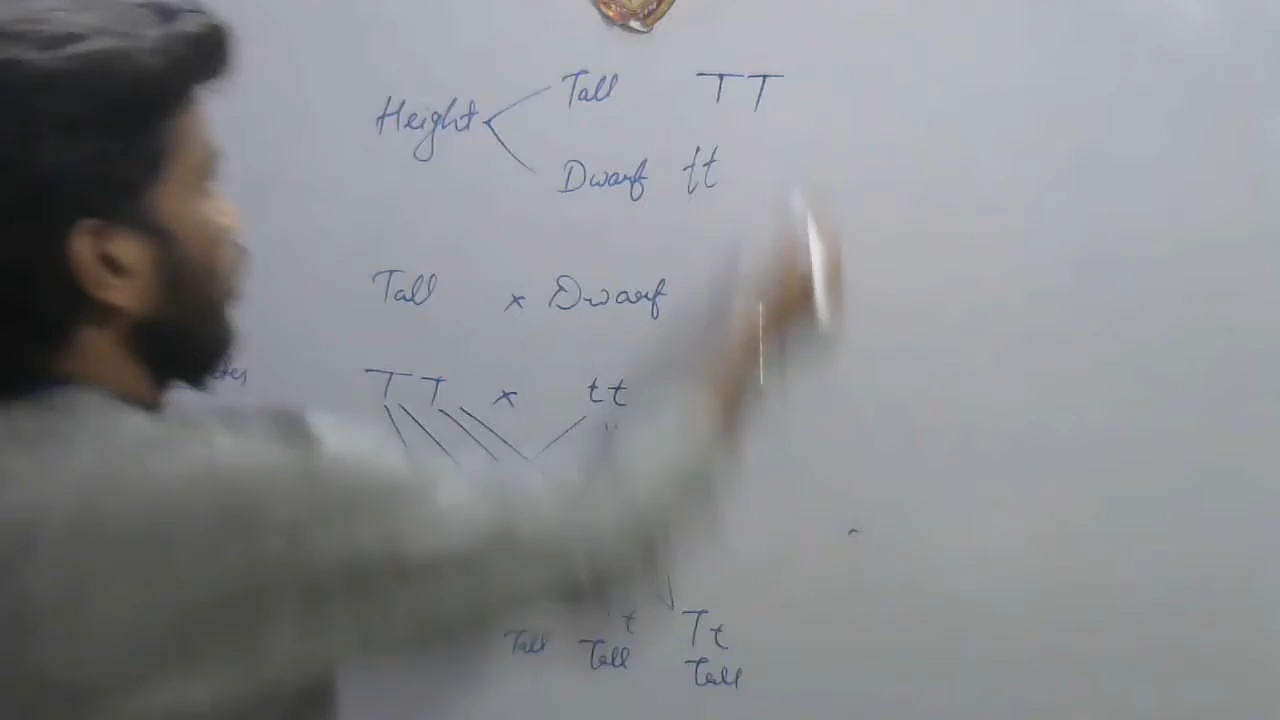 Height Tall TT
Dwarf tt
Tall x Dwarf
TT x tt
t Tt
Tall Tall Tall